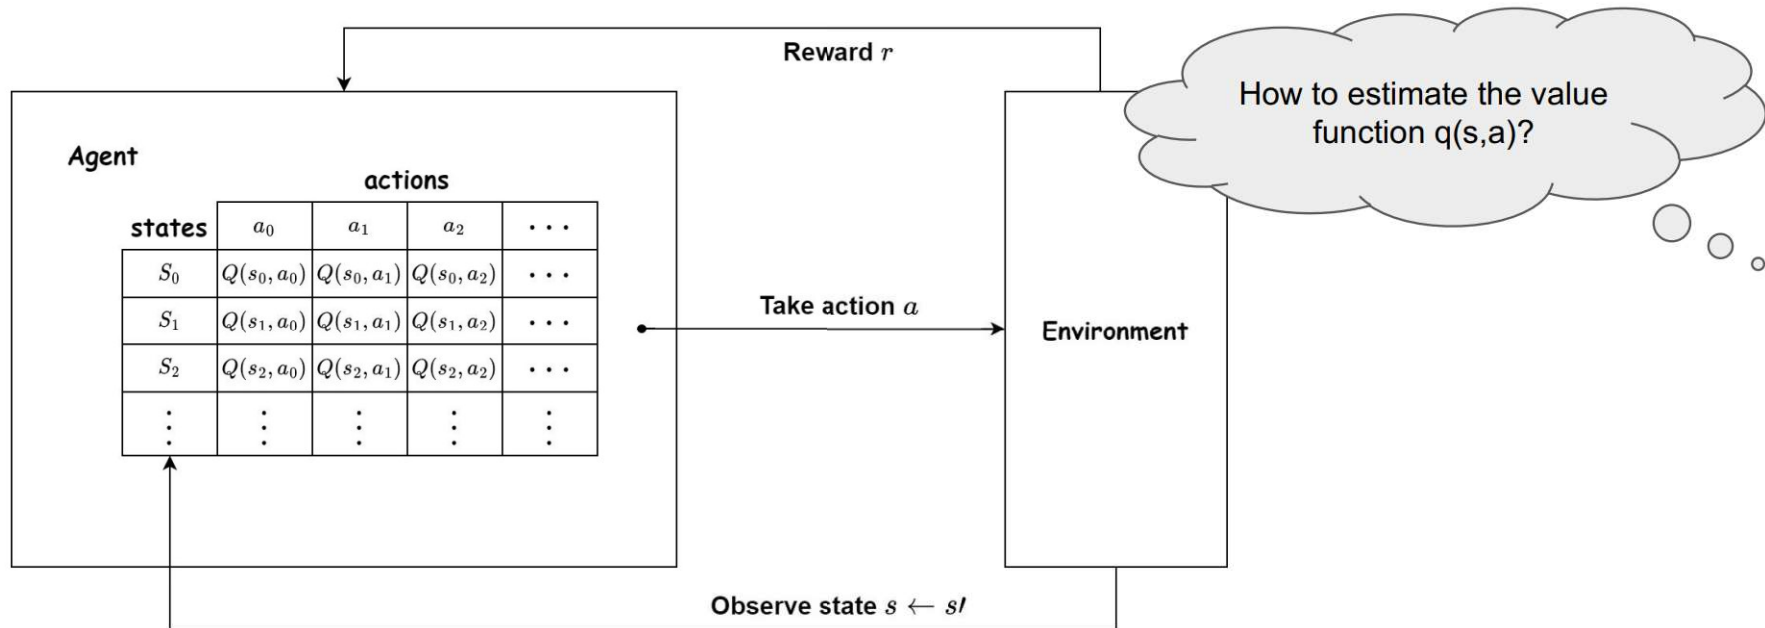 Reward r
How to estimate the value
function q(s,a)?
Agent
actions
states a₀ a₁ a₂ · · ·
S₀ Q(s₀, a₀) Q(s₀, a₁) Q(s₀, a₂) · · ·
S₁ Q(s₁, a₀) Q(s₁, a₁) Q(s₁, a₂) · · ·
S₂ Q(s₂, a₀) Q(s₂, a₁) Q(s₂, a₂) · · ·
⋮ ⋮ ⋮ ⋮ ⋮
Take action a
Environment
Observe state s ← s′